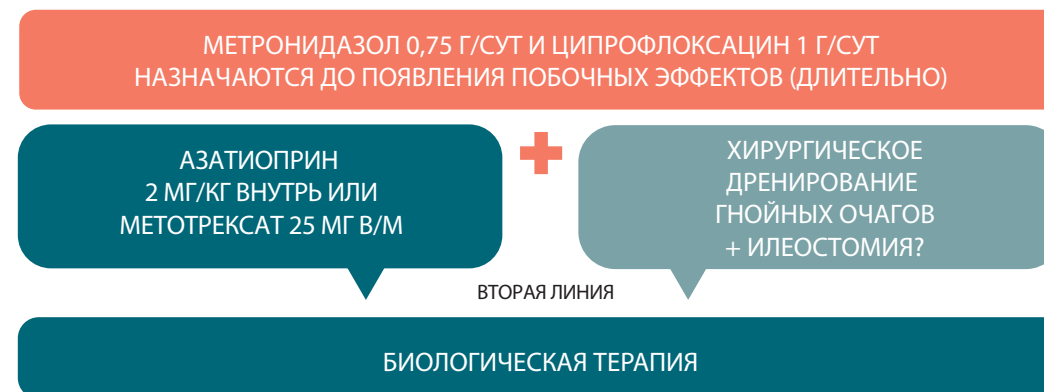 МЕТРОНИДАЗОЛ 0,75 Г/СУТ И ЦИПРОФЛОКСАЦИН 1 Г/СУТ
НАЗНАЧАЮТСЯ ДО ПОЯВЛЕНИЯ ПОБОЧНЫХ ЭФФЕКТОВ (ДЛИТЕЛЬНО)
АЗАТИОПРИН
2 МГ/КГ ВНУТРЬ ИЛИ
МЕТОТРЕКСАТ 25 МГ В/М
ХИРУРГИЧЕСКОЕ
ДРЕНИРОВАНИЕ
ГНОЙНЫХ ОЧАГОВ
+ ИЛЕОСТОМИЯ?
ВТОРАЯ ЛИНИЯ
БИОЛОГИЧЕСКАЯ ТЕРАПИЯ